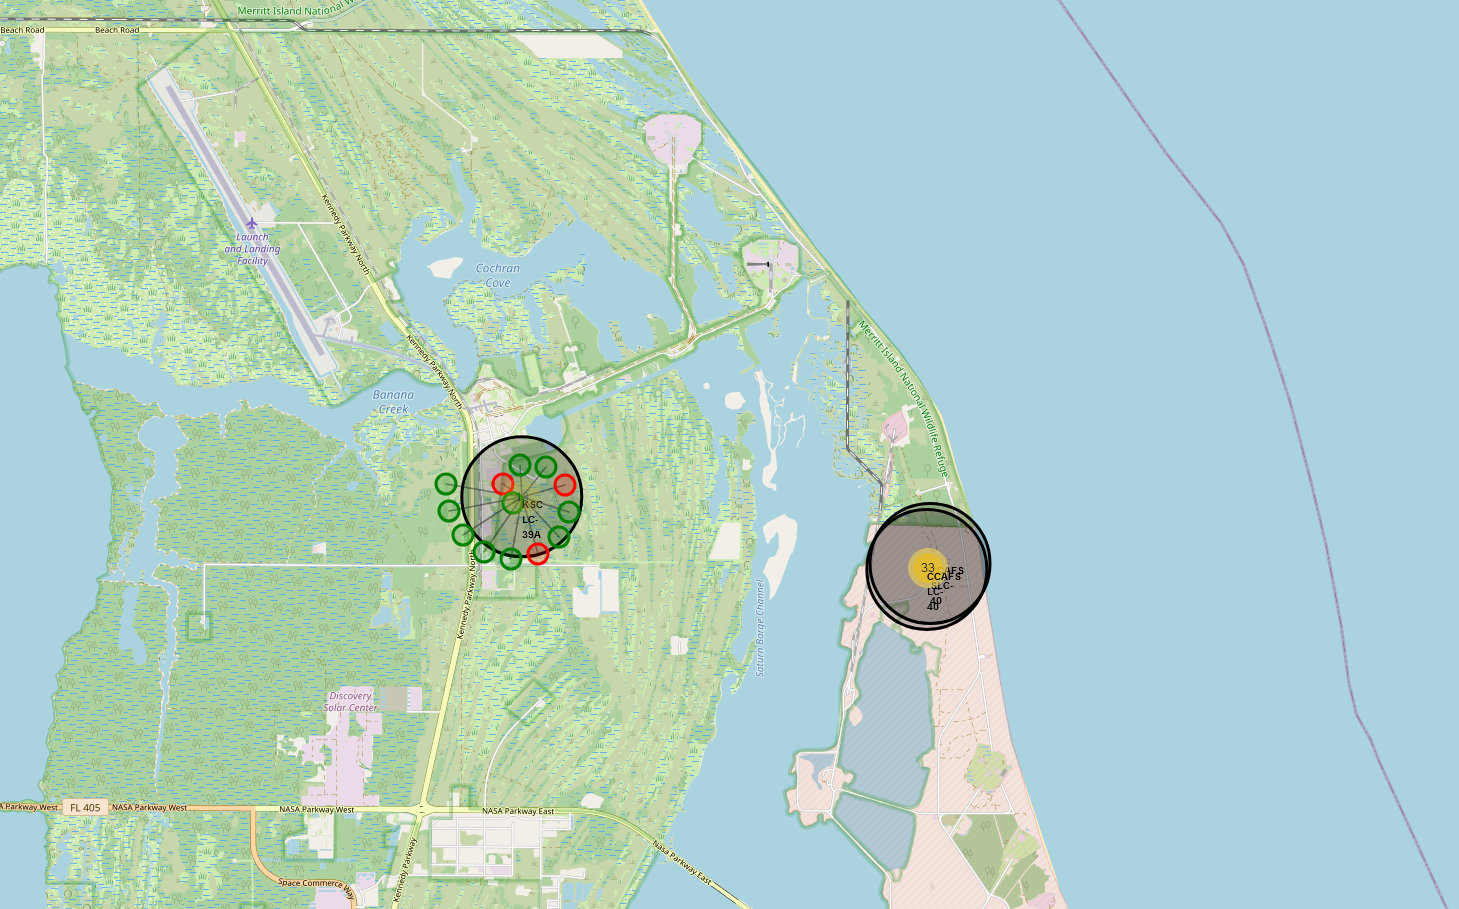 Merritt Island National W
Beach Road
Beach Road
Kennedy Parkway North
Launch
and Landing
Facility
Cochran
Cove
Merritt Island National Wildlife Refuge
Kennedy Parkway North
Banana
Creek
KSC
LC-
39A
33
CCAFS
LC-
40
SLC-
40
Kennedy Parkway North
Saturn Barge Channel
Discovery
Solar Center
A Parkway West
FL 405
NASA Parkway West
NASA Parkway West
NASA Parkway East
Nasa Parkway East
Kennedy Parkway
Space Commerce Way